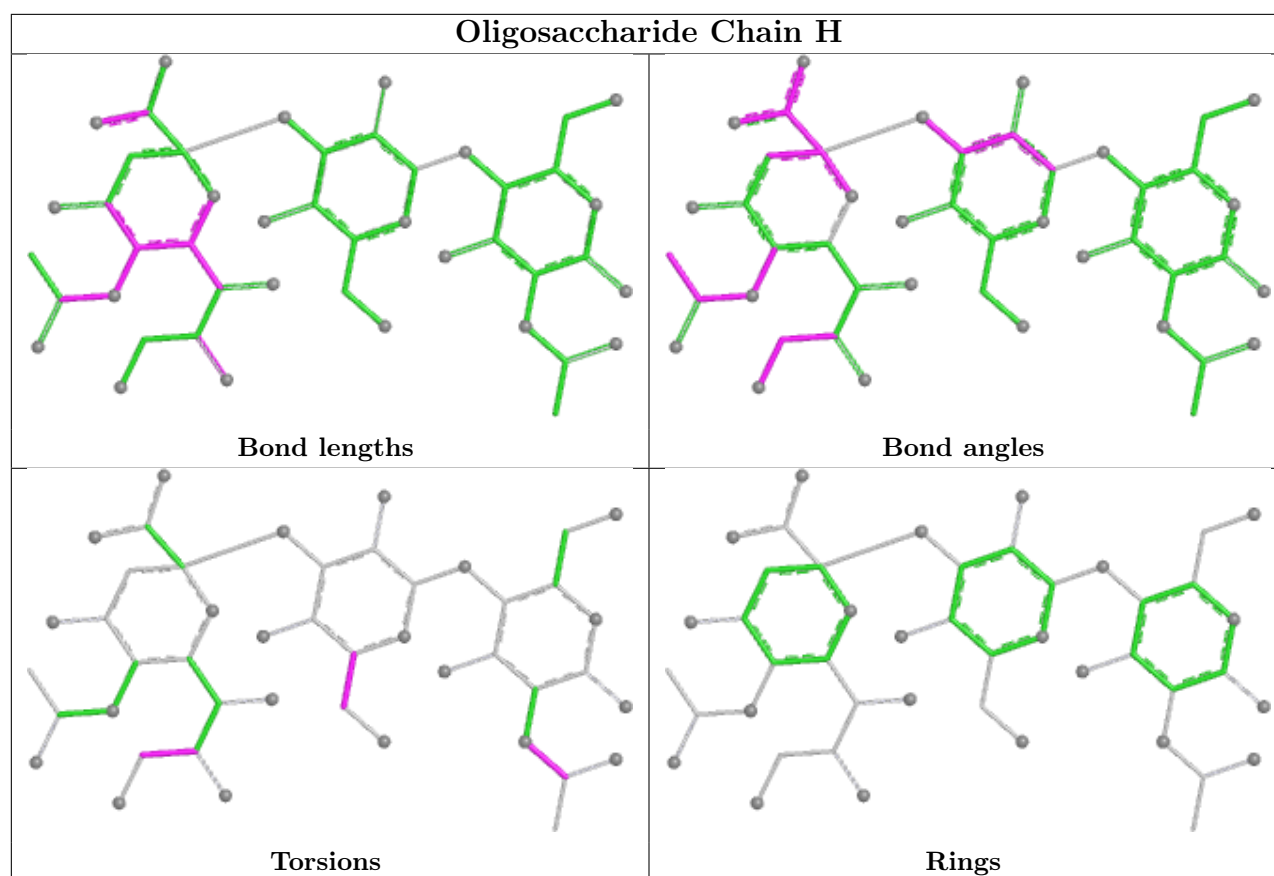 Oligosaccharide Chain H
Bond lengths
Bond angles
Torsions
Rings